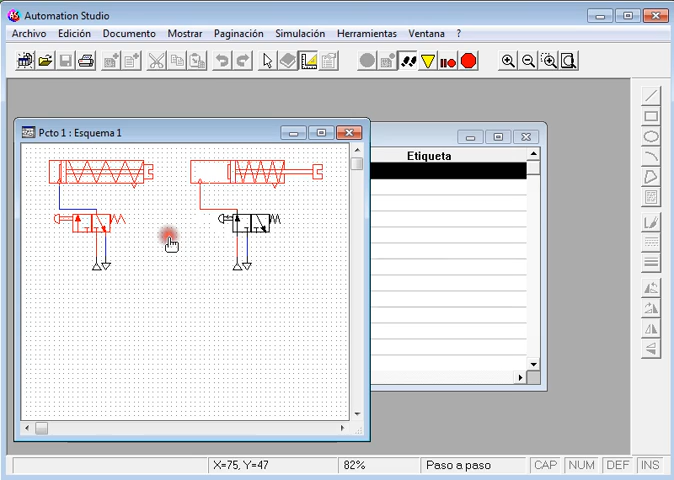 Automation Studio
Archivo Edición Documento Mostrar Paginación Simulación Herramientas Ventana ?
Pcto 1 : Esquema 1
Etiqueta
X=75, Y=47 82% Paso a paso CAP NUM DEF INS